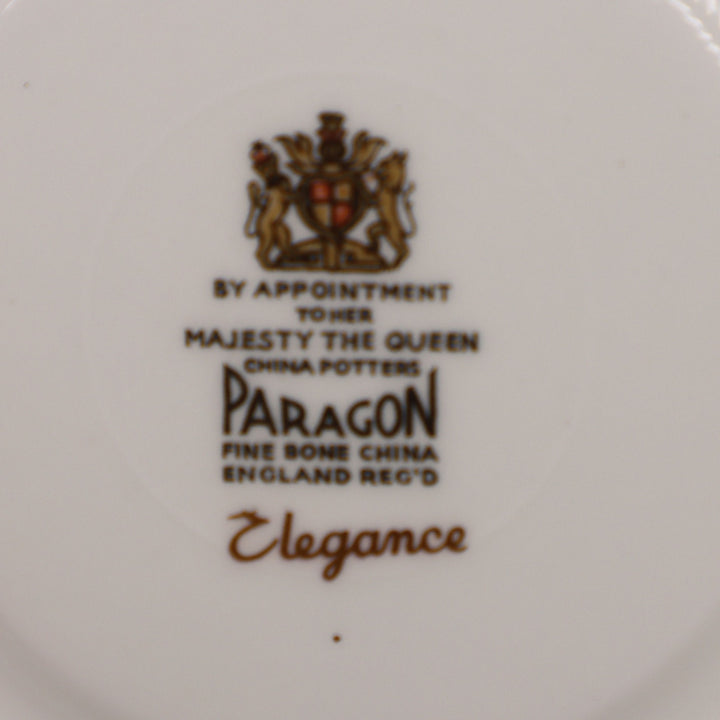 BY APPOINTMENT
TO HER
MAJESTY THE QUEEN
CHINA POTTERS
PARAGON
FINE BONE CHINA
ENGLAND REG'D
Elegance